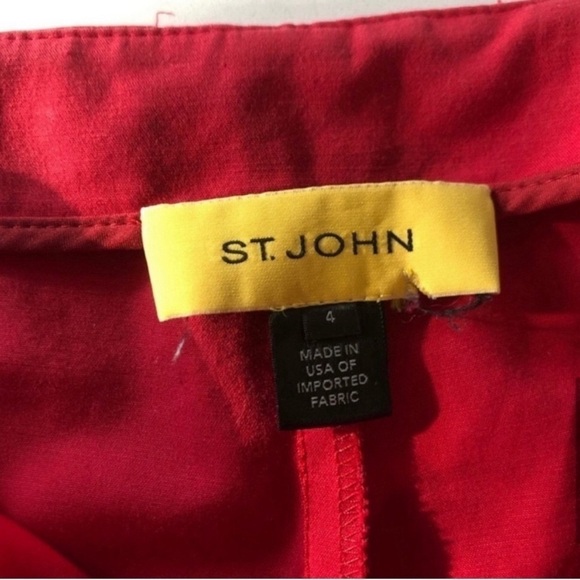 ST. JOHN
4
MADE IN
USA OF
IMPORTED
FABRIC